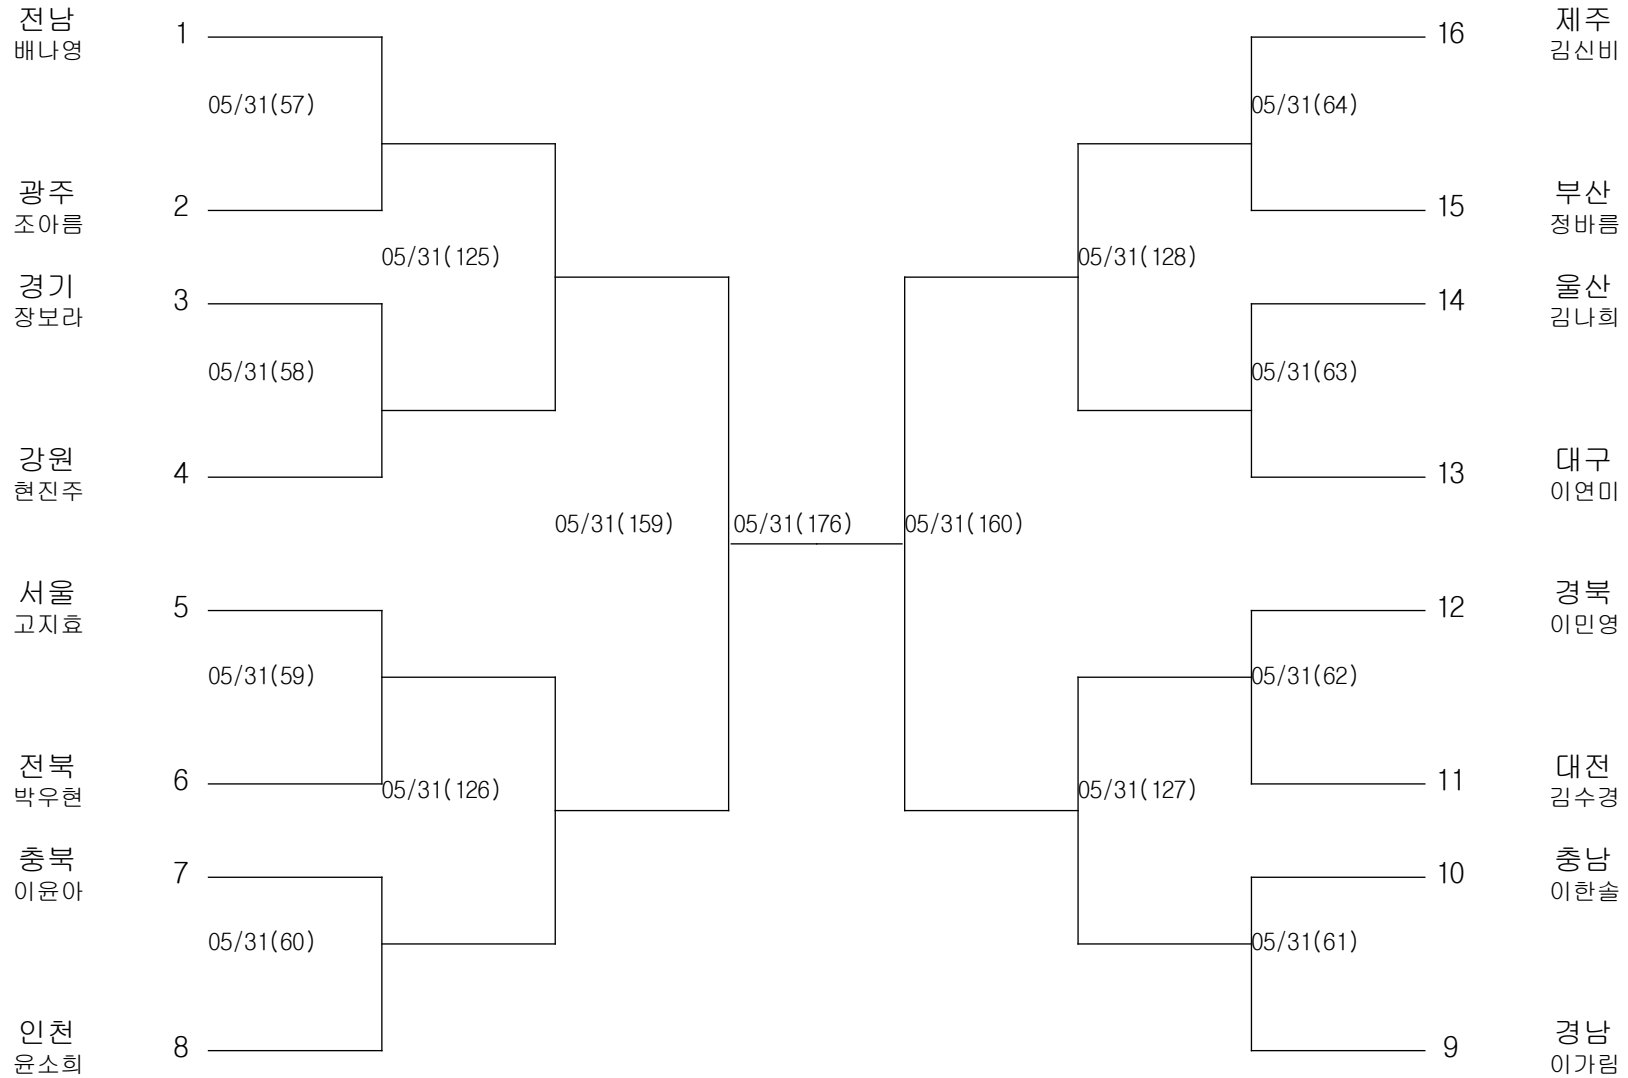 전남
배나영
1
05/31(57)
광주
조아름
2
05/31(125)
경기
장보라
3
05/31(58)
강원
현진주
4
05/31(159)
서울
고지효
5
05/31(59)
전북
박우현
6
05/31(126)
충북
이윤아
7
05/31(60)
인천
윤소희
8
05/31(176)
16
제주
김신비
05/31(64)
15
부산
정바름
05/31(128)
14
울산
김나희
05/31(63)
13
대구
이연미
05/31(160)
12
경북
이민영
05/31(62)
11
대전
김수경
05/31(127)
10
충남
이한솔
05/31(61)
9
경남
이가림